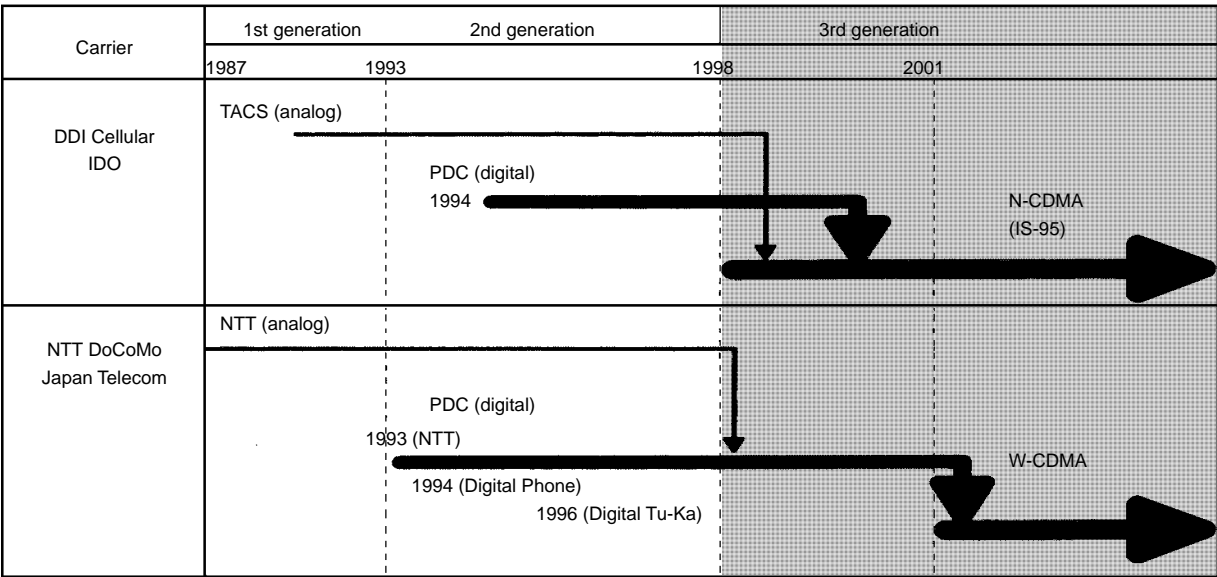 Carrier
1st generation
2nd generation
3rd generation
1987
1993
1998
2001
DDI Cellular
IDO
TACS (analog)
PDC (digital)
1994
N-CDMA
(IS-95)
NTT DoCoMo
Japan Telecom
NTT (analog)
PDC (digital)
1993 (NTT)
1994 (Digital Phone)
1996 (Digital Tu-Ka)
W-CDMA